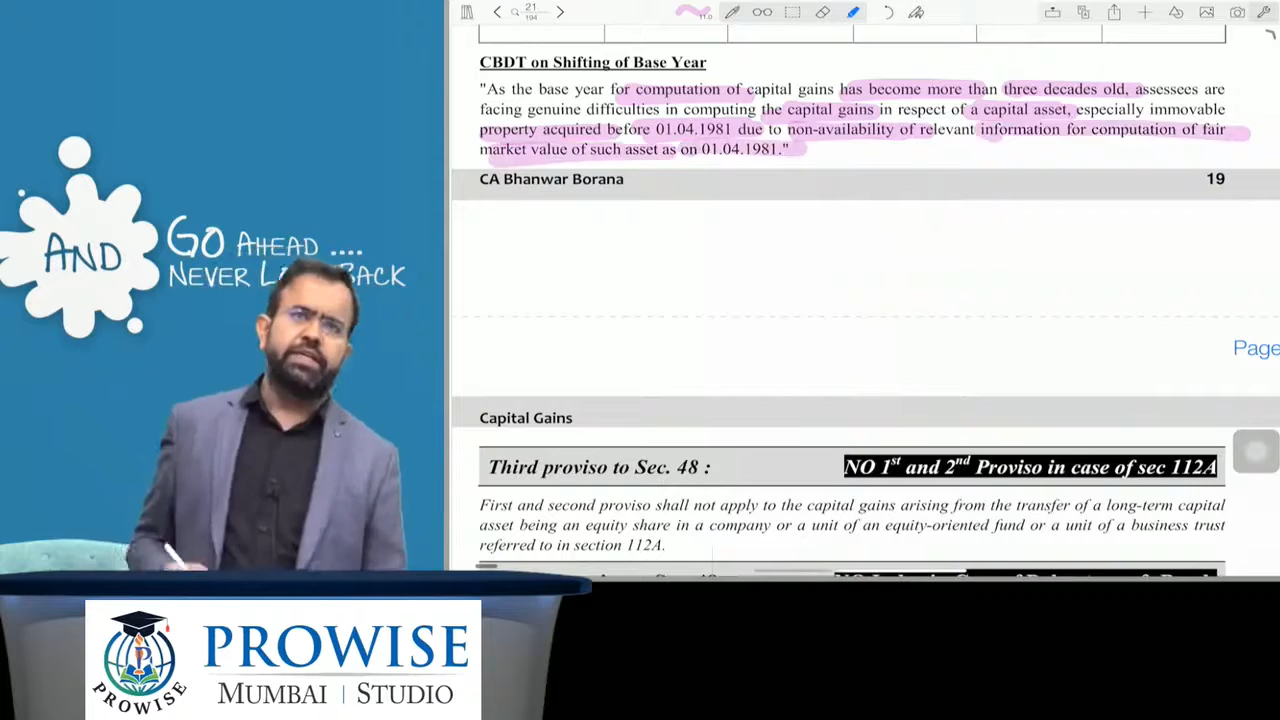 21
194
11.0
CBDT on Shifting of Base Year
"As the base year for computation of capital gains has become more than three decades old, assessees are
facing genuine difficulties in computing the capital gains in respect of a capital asset, especially immovable
property acquired before 01.04.1981 due to non-availability of relevant information for computation of fair
market value of such asset as on 01.04.1981."
CA Bhanwar Borana 19
Page
Capital Gains
Third proviso to Sec. 48 : NO 1st and 2nd Proviso in case of sec 112A
First and second proviso shall not apply to the capital gains arising from the transfer of a long-term capital
asset being an equity share in a company or a unit of an equity-oriented fund or a unit of a business trust
referred to in section 112A.
AND
GO AHEAD ....
NEVER
BACK
PROWISE
PROWISE
MUMBAI | STUDIO